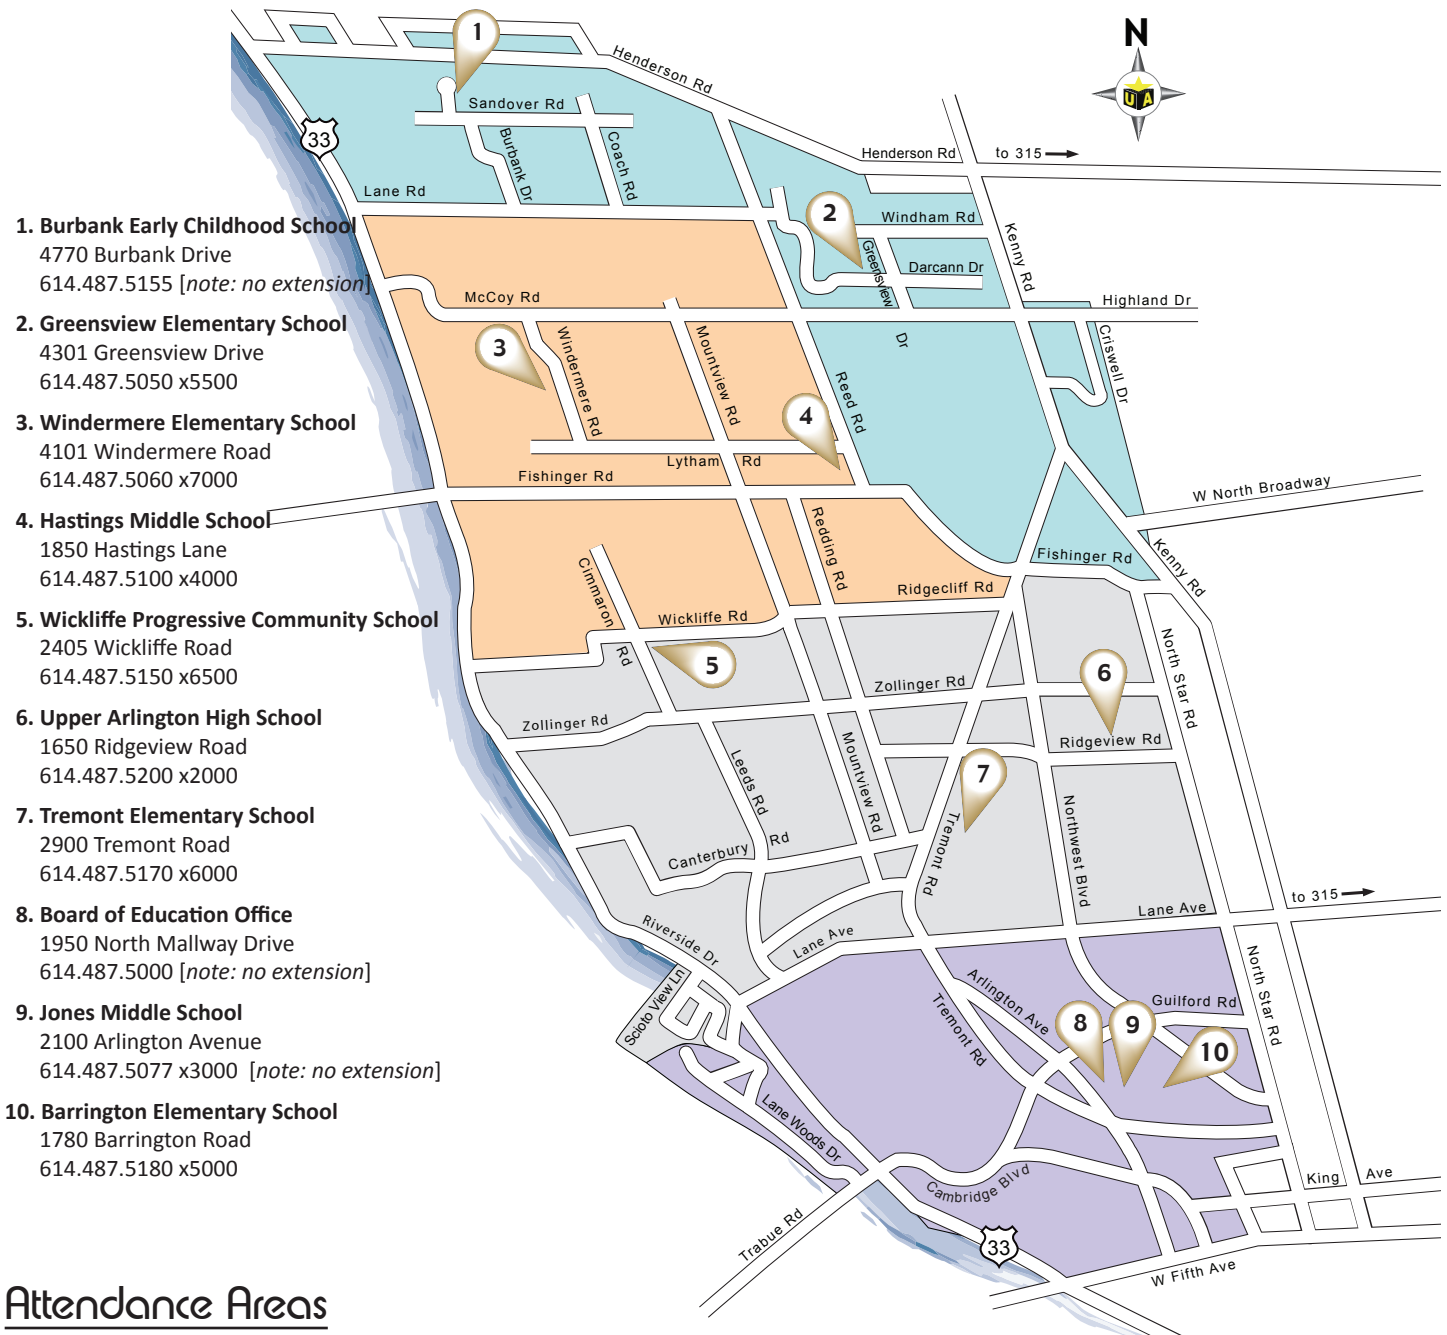 1. Burbank Early Childhood School
4770 Burbank Drive
614.487.5155 [note: no extension]
2. Greensview Elementary School
4301 Greensview Drive
614.487.5050 x5500
3. Windermere Elementary School
4101 Windermere Road
614.487.5060 x7000
4. Hastings Middle School
1850 Hastings Lane
614.487.5100 x4000
5. Wickliffe Progressive Community School
2405 Wickliffe Road
614.487.5150 x6500
6. Upper Arlington High School
1650 Ridgeview Road
614.487.5200 x2000
7. Tremont Elementary School
2900 Tremont Road
614.487.5170 x6000
8. Board of Education Office
1950 North Mallway Drive
614.487.5000 [note: no extension]
9. Jones Middle School
2100 Arlington Avenue
614.487.5077 x3000 [note: no extension]
10. Barrington Elementary School
1780 Barrington Road
614.487.5180 x5000
Attendance Areas
N
U A
1
Henderson Rd
Sandover Rd
33
Burbank Dr
Coach Rd
Henderson Rd
to 315
Lane Rd
2
Windham Rd
Greensview
Dr
Darcann Dr
Kenny Rd
McCoy Rd
Highland Dr
3
Windermere Rd
Mountview Rd
Criswell Dr
Reed Rd
4
Lytham Rd
Fishinger Rd
W North Broadway
Redding Rd
Fishinger Rd
Kenny Rd
Cimmaron
Rd
Ridgecliff Rd
Wickliffe Rd
5
6
North Star Rd
Zollinger Rd
Zollinger Rd
Ridgeview Rd
Mountview Rd
Leeds Rd
7
Northwest Blvd
Tremont Rd
Canterbury Rd
to 315
Lane Ave
Riverside Dr
Lane Ave
Scioto View Ln
Arlington Ave
North Star Rd
Guilford Rd
Tremont Rd
8
9
10
Lane Woods Dr
Cambridge Blvd
King Ave
Trabue Rd
33
W Fifth Ave